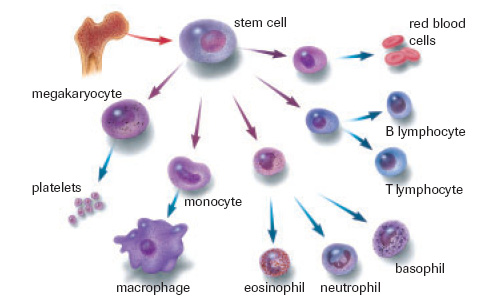 stem cell
red blood
cells
megakaryocyte
B lymphocyte
T lymphocyte
platelets
monocyte
macrophage
eosinophil
neutrophil
basophil